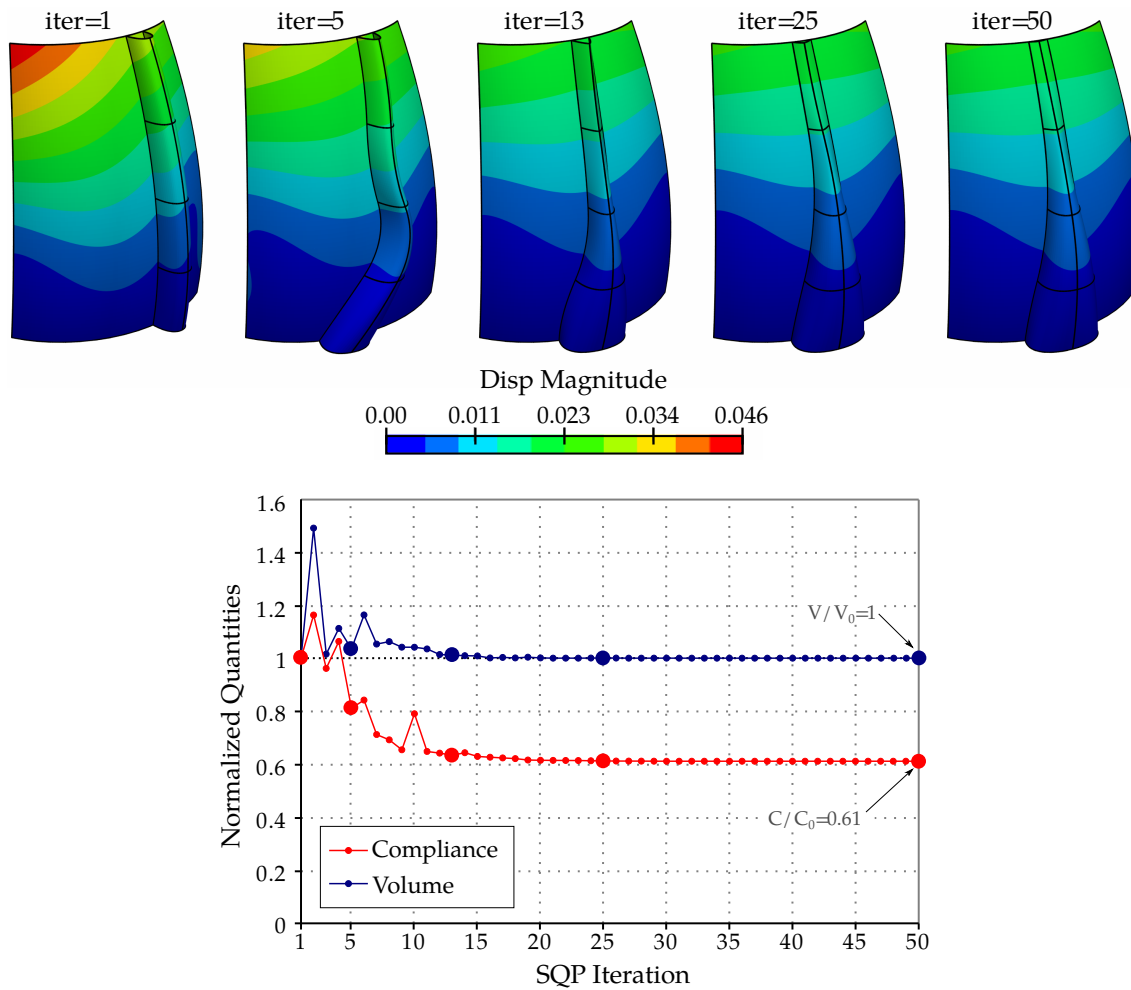 iter=1 iter=5 iter=13 iter=25 iter=50
Disp Magnitude
0.00 0.011 0.023 0.034 0.046
Normalized Quantities
1.6
1.4
1.2
1
0.8
0.6
0.4
0.2
0
V/V₀=1
C/C₀=0.61
Compliance
Volume
1 5 10 15 20 25 30 35 40 45 50
SQP Iteration